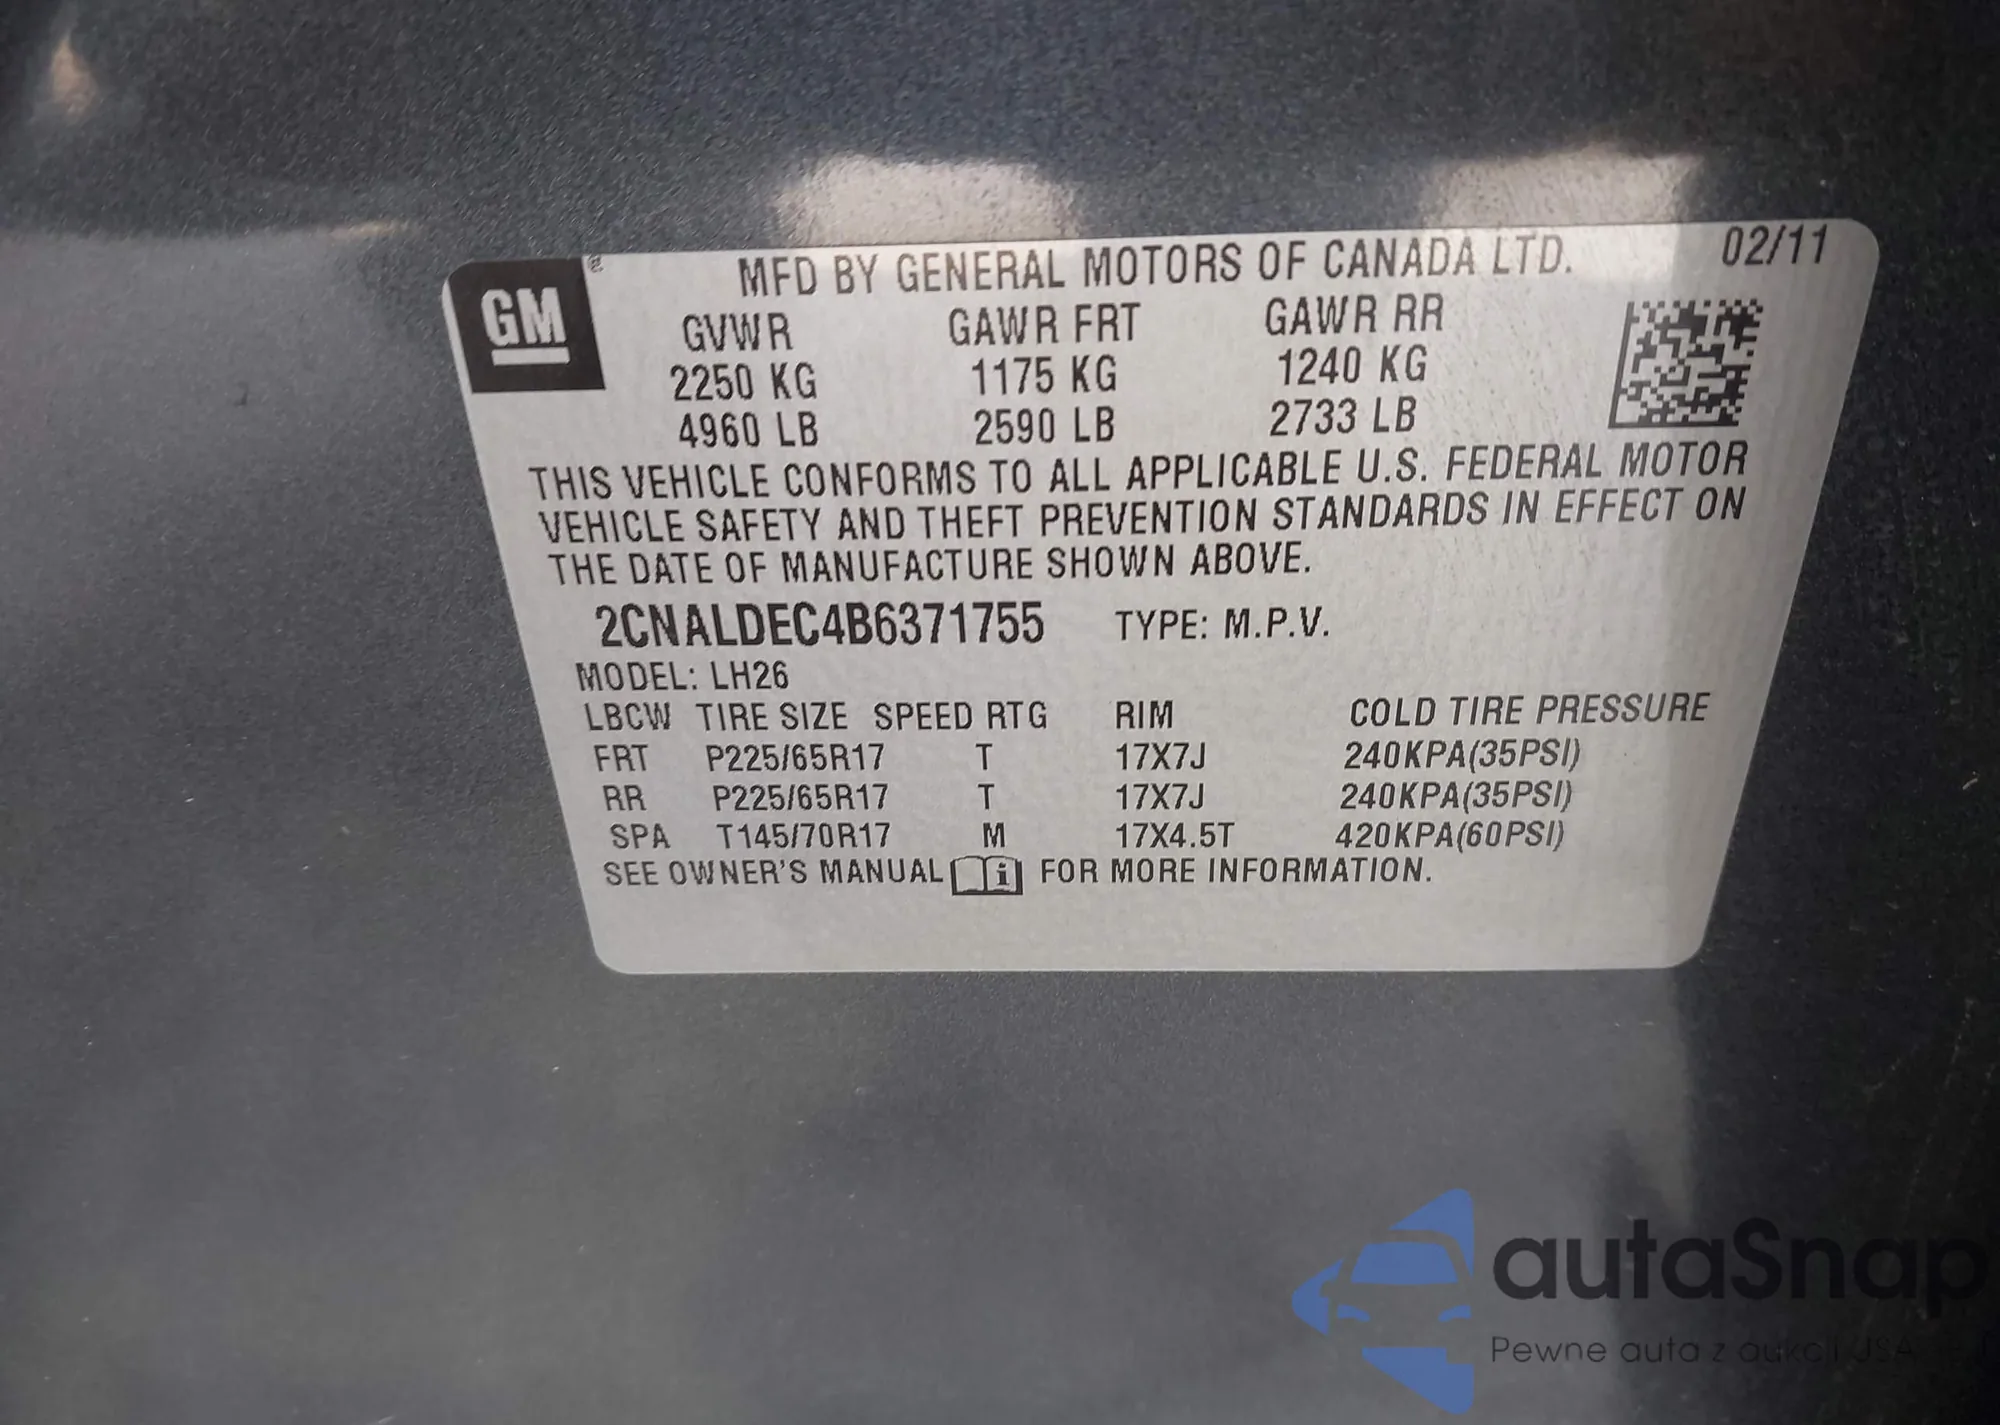 GM ®
MFD BY GENERAL MOTORS OF CANADA LTD. 02/11
GVWR GAWR FRT GAWR RR
2250 KG 1175 KG 1240 KG
4960 LB 2590 LB 2733 LB
THIS VEHICLE CONFORMS TO ALL APPLICABLE U.S. FEDERAL MOTOR
VEHICLE SAFETY AND THEFT PREVENTION STANDARDS IN EFFECT ON
THE DATE OF MANUFACTURE SHOWN ABOVE.
2CNALDEC4B6371755 TYPE: M.P.V.
MODEL: LH26
LBCW TIRE SIZE SPEED RTG RIM COLD TIRE PRESSURE
FRT P225/65R17 T 17X7J 240KPA(35PSI)
RR P225/65R17 T 17X7J 240KPA(35PSI)
SPA T145/70R17 M 17X4.5T 420KPA(60PSI)
SEE OWNER'S MANUAL i FOR MORE INFORMATION.
autaSnap
Pewne auta z aukcji USA